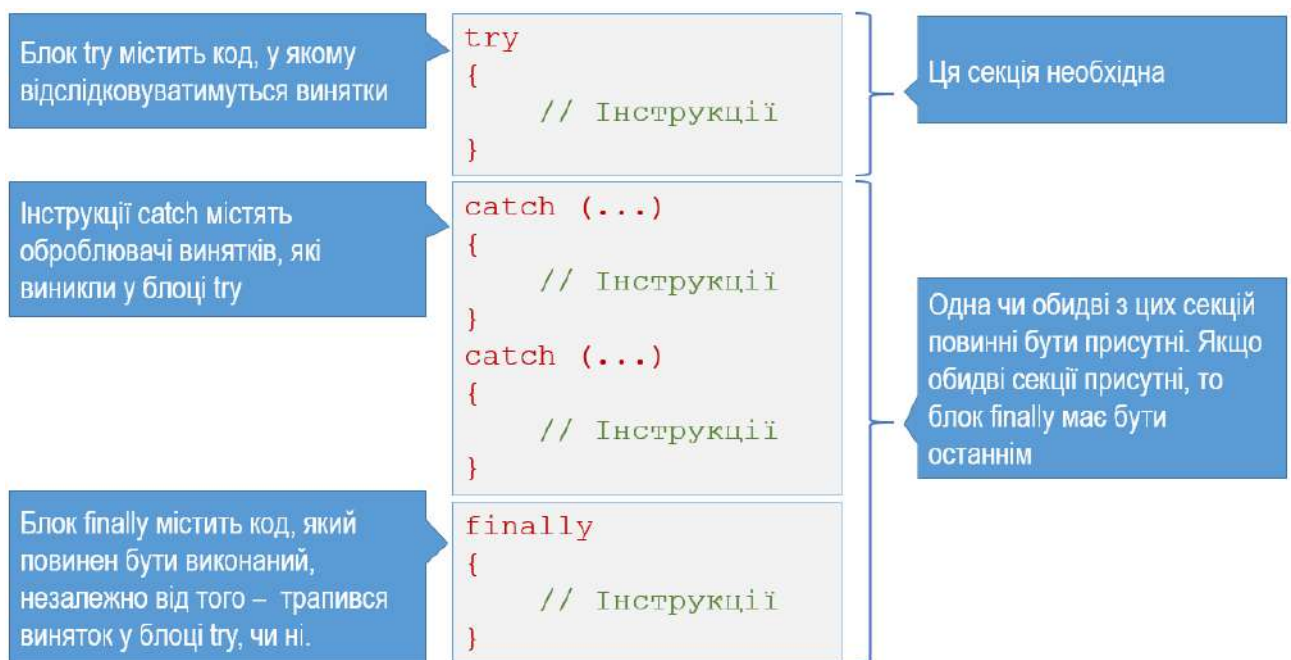 Блок try містить код, у якому
відслідковуватимуться винятки
try
{
// Інструкції
}
Ця секція необхідна
Інструкції catch містять
оброблювачі винятків, які
виникли у блоці try
catch (...)
{
// Інструкції
}
catch (...)
{
// Інструкції
}
Одна чи обидві з цих секцій
повинні бути присутні. Якщо
обидві секції присутні, то
блок finally має бути
останнім
Блок finally містить код, який
повинен бути виконаний,
незалежно від того – трапився
виняток у блоці try, чи ні.
finally
{
// Інструкції
}